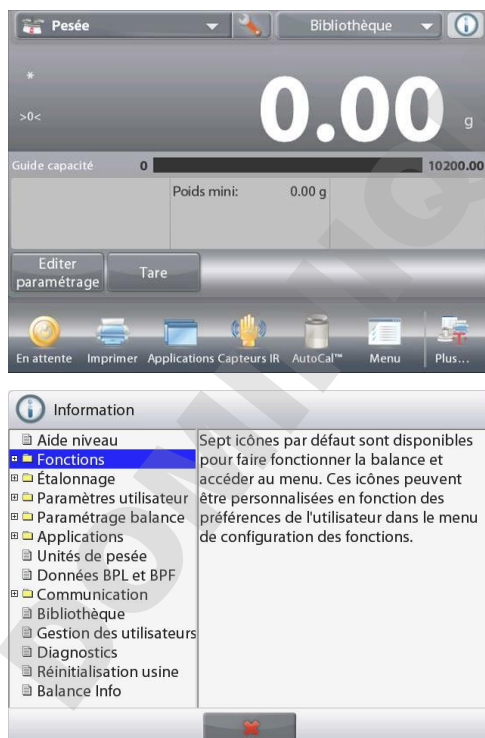 Pesée
Bibliothèque
*
>0<
0.00 g
Guide capacité 0 10200.00
Poids mini: 0.00 g
Editer
paramétrage
Tare
En attente Imprimer Applications Capteurs IR AutoCal™ Menu Plus...
Information
Aide niveau
Fonctions
Étalonnage
Paramètres utilisateur
Paramétrage balance
Applications
Unités de pesée
Données BPL et BPF
Communication
Bibliothèque
Gestion des utilisateurs
Diagnostics
Réinitialisation usine
Balance Info
Sept icônes par défaut sont disponibles
pour faire fonctionner la balance et
accéder au menu. Ces icônes peuvent
être personnalisées en fonction des
préférences de l'utilisateur dans le menu
de configuration des fonctions.